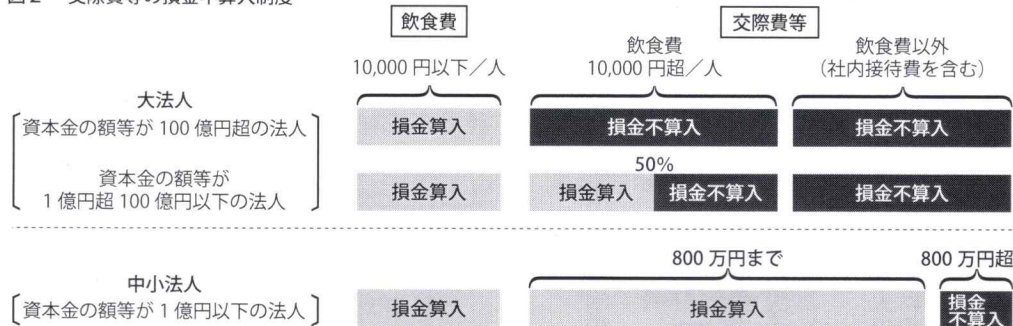 図2 交際費等の損金不算入制度
飲食費
交際費等
10,000円以下／人
飲食費
10,000円超／人
飲食費以外
（社内接待費を含む）
大法人
資本金の額等が100億円超の法人
損金算入
損金不算入
損金不算入
50%
資本金の額等が
1億円超100億円以下の法人
損金算入
損金算入
損金不算入
損金不算入
800万円まで
800万円超
中小法人
資本金の額等が1億円以下の法人
損金算入
損金算入
損金
不算入